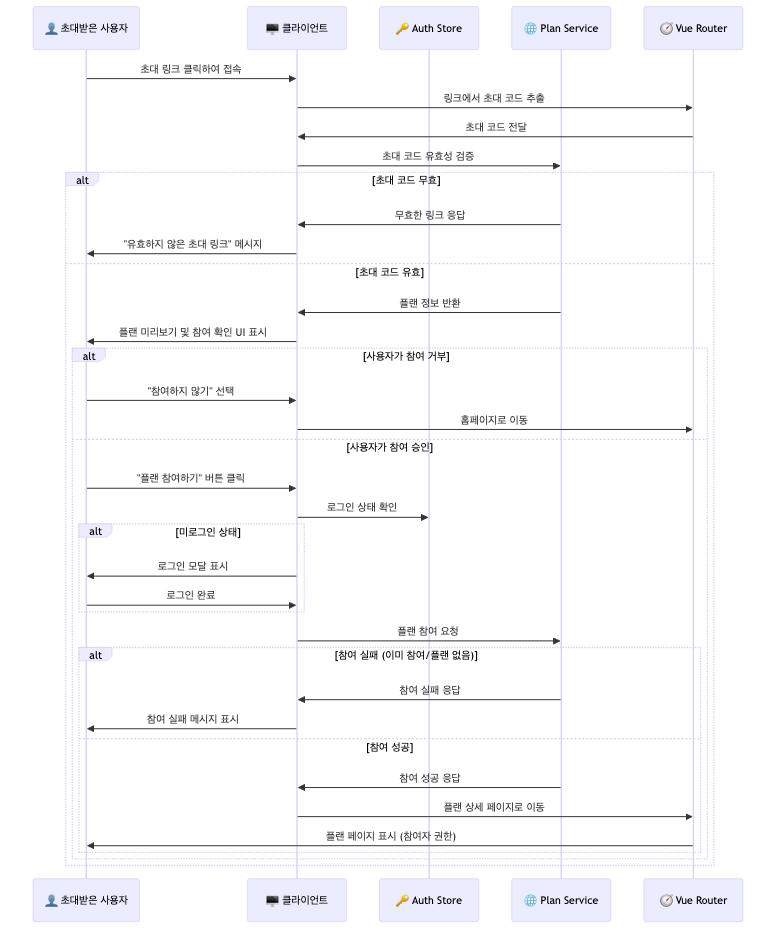 👤 초대받은 사용자
🖥️ 클라이언트
🔑 Auth Store
🌐 Plan Service
🧭 Vue Router
초대 링크 클릭하여 접속
링크에서 초대 코드 추출
초대 코드 전달
초대 코드 유효성 검증
alt
[초대 코드 무효]
무효한 링크 응답
"유효하지 않은 초대 링크" 메시지
[초대 코드 유효]
플랜 정보 반환
플랜 미리보기 및 참여 확인 UI 표시
alt
[사용자가 참여 거부]
"참여하지 않기" 선택
홈페이지로 이동
[사용자가 참여 승인]
"플랜 참여하기" 버튼 클릭
로그인 상태 확인
alt
[미로그인 상태]
로그인 모달 표시
로그인 완료
플랜 참여 요청
alt
[참여 실패 (이미 참여/플랜 없음)]
참여 실패 응답
참여 실패 메시지 표시
[참여 성공]
참여 성공 응답
플랜 상세 페이지로 이동
플랜 페이지 표시 (참여자 권한)
👤 초대받은 사용자
🖥️ 클라이언트
🔑 Auth Store
🌐 Plan Service
🧭 Vue Router